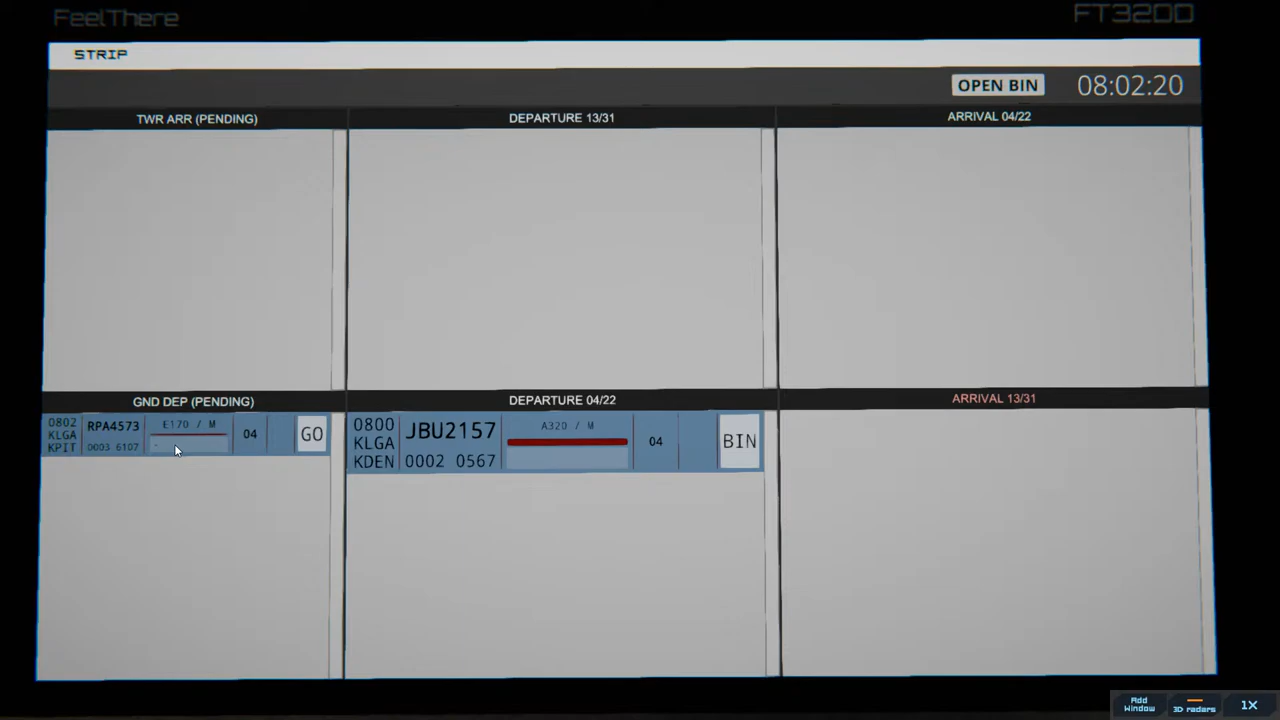 FeelThere FT32DD
STRIP
OPEN BIN 08:02:20
TWR ARR (PENDING) DEPARTURE 13/31 ARRIVAL 04/22
GND DEP (PENDING) DEPARTURE 04/22 ARRIVAL 13/31
0802 RPA4573 E170 / M 04 GO
KLGA
KPIT 0003 6107 -
0800 JBU2157 A320 / M 04 BIN
KLGA
KDEN 0002 0567
Add Window 3D radars 1X